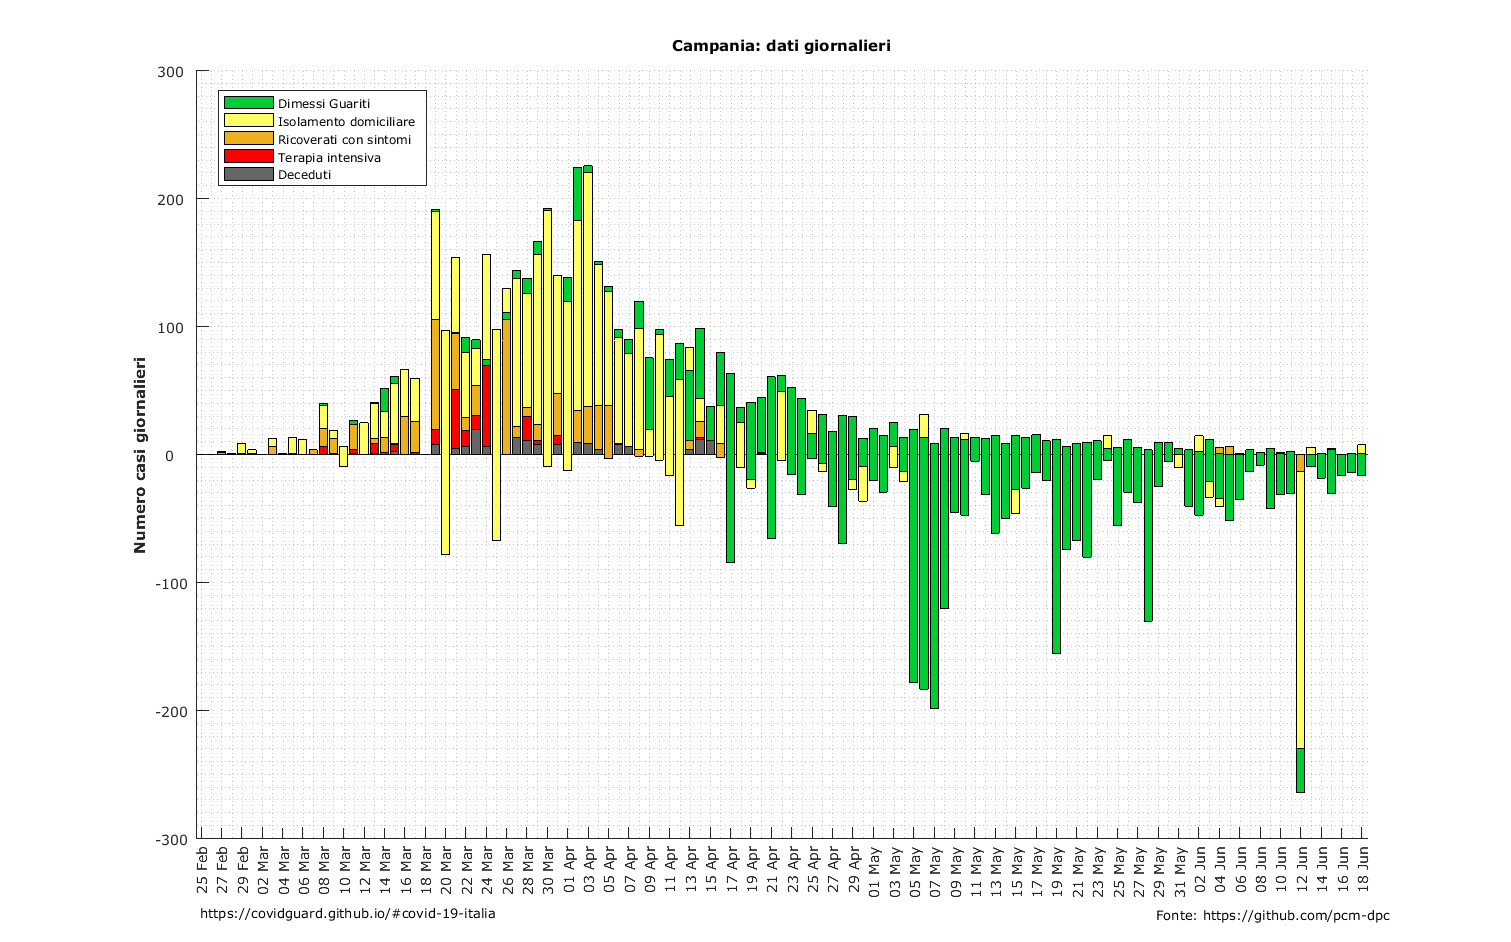 Campania: dati giornalieri
300
200
100
0
-100
-200
-300
Numero casi giornalieri
Dimessi Guariti
Isolamento domiciliare
Ricoverati con sintomi
Terapia intensiva
Deceduti
25 Feb
27 Feb
29 Feb
02 Mar
04 Mar
06 Mar
08 Mar
10 Mar
12 Mar
14 Mar
16 Mar
18 Mar
20 Mar
22 Mar
24 Mar
26 Mar
28 Mar
30 Mar
01 Apr
03 Apr
05 Apr
07 Apr
09 Apr
11 Apr
13 Apr
15 Apr
17 Apr
19 Apr
21 Apr
23 Apr
25 Apr
27 Apr
29 Apr
01 May
03 May
05 May
07 May
09 May
11 May
13 May
15 May
17 May
19 May
21 May
23 May
25 May
27 May
29 May
31 May
02 Jun
04 Jun
06 Jun
08 Jun
10 Jun
12 Jun
14 Jun
16 Jun
18 Jun
https://covidguard.github.io/#covid-19-italia
Fonte: https://github.com/pcm-dpc